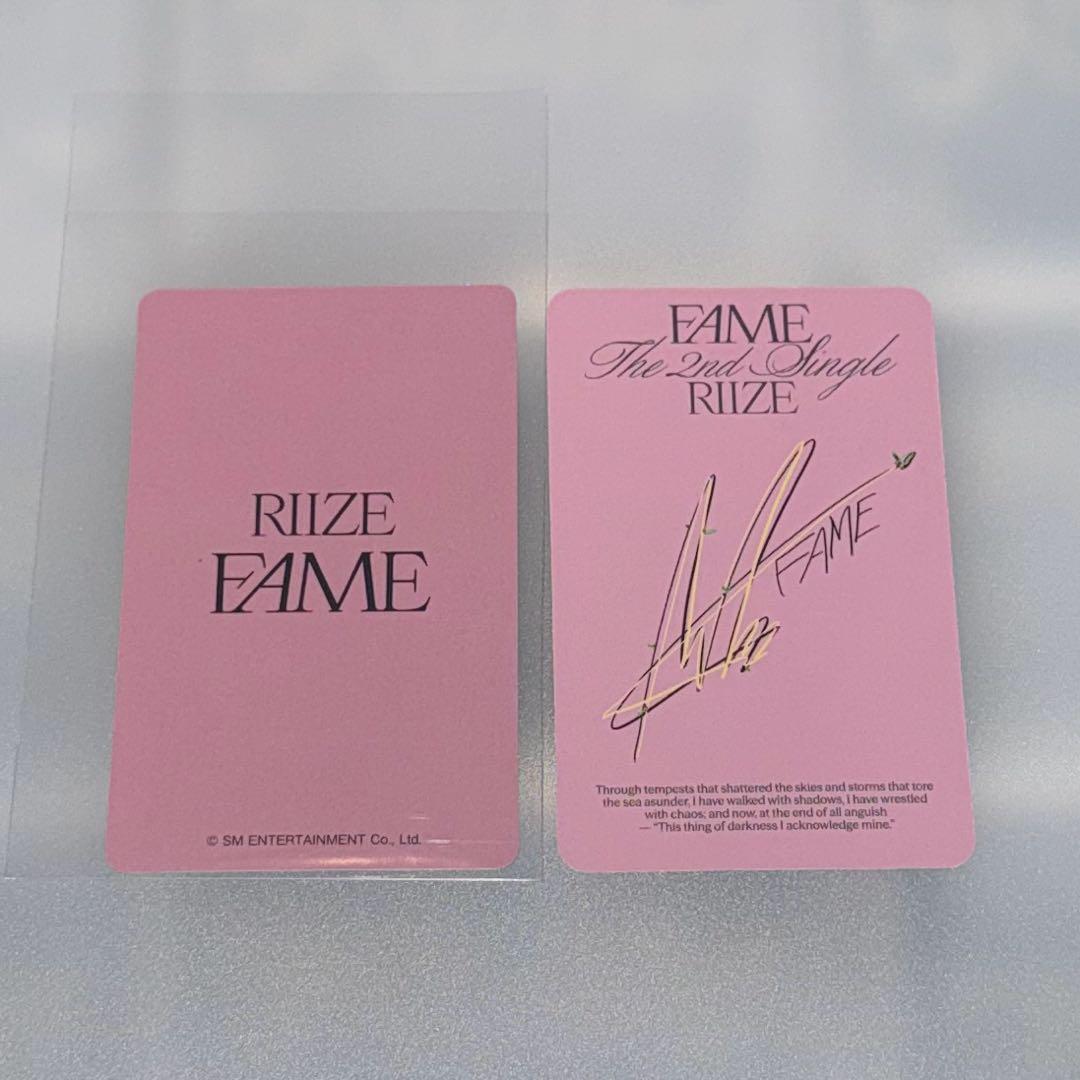 RIIZE
FAME
© SM ENTERTAINMENT Co., Ltd.
FAME
The 2nd Single
RIIZE
FAME
Through tempests that shattered the skies and storms that tore
the sea asunder, I have walked with shadows, I have wrestled
with chaos; and now, at the end of all anguish
— “This thing of darkness I acknowledge mine.”